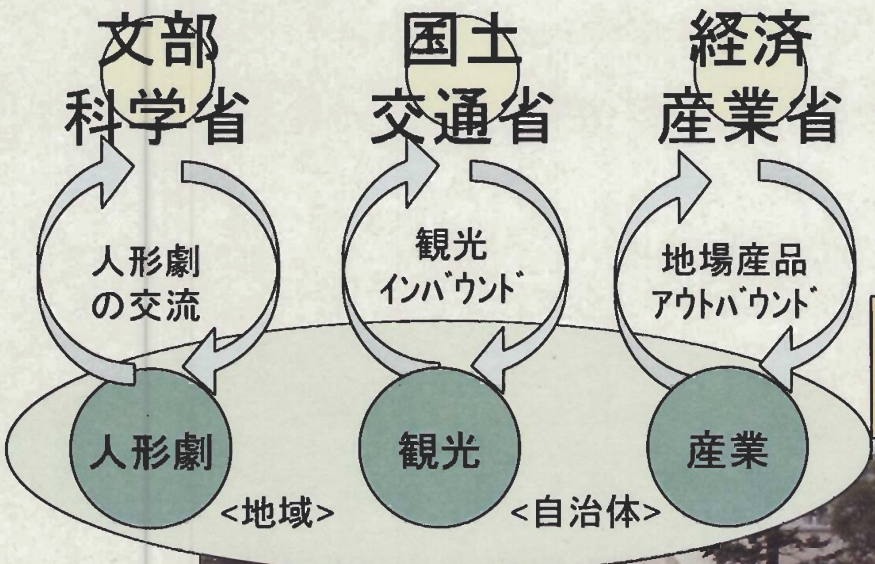 文部
科学省
国土
交通省
経済
産業省
人形劇
の交流
観光
インバウンド
地場産品
アウトバウンド
人形劇
観光
産業
<地域>
<自治体>